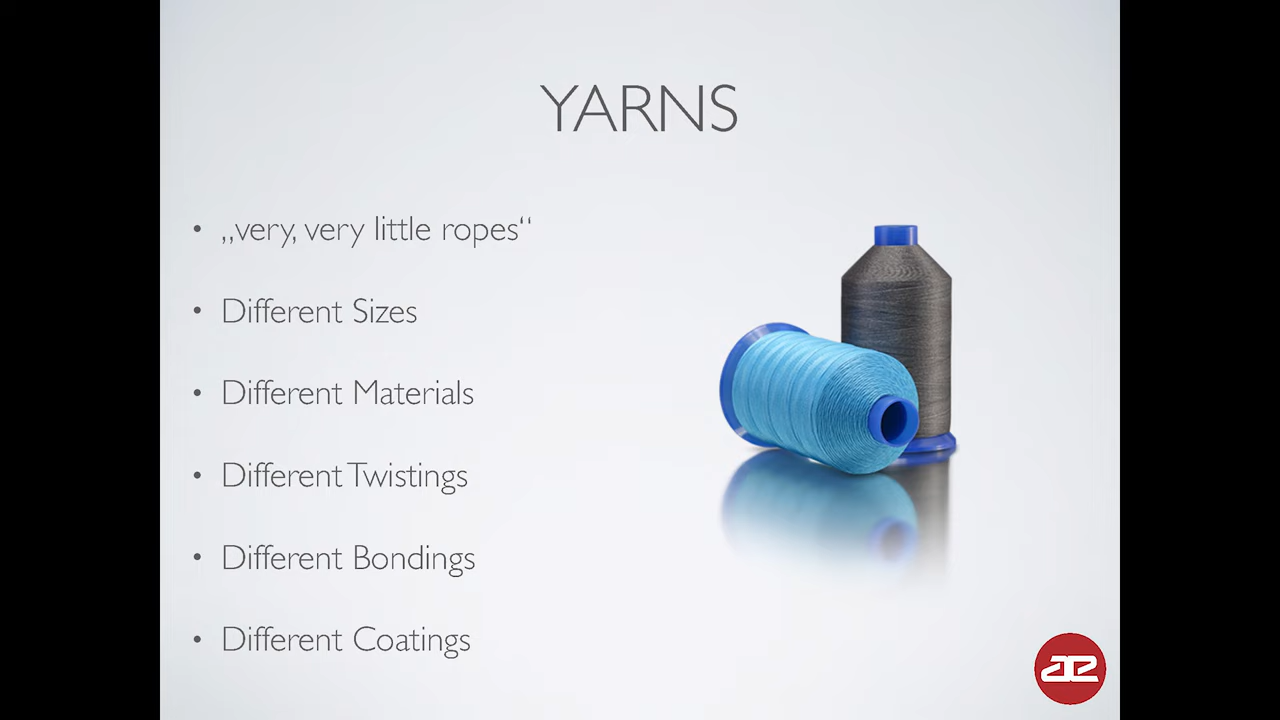 YARNS
• „very, very little ropes“
• Different Sizes
• Different Materials
• Different Twistings
• Different Bondings
• Different Coatings